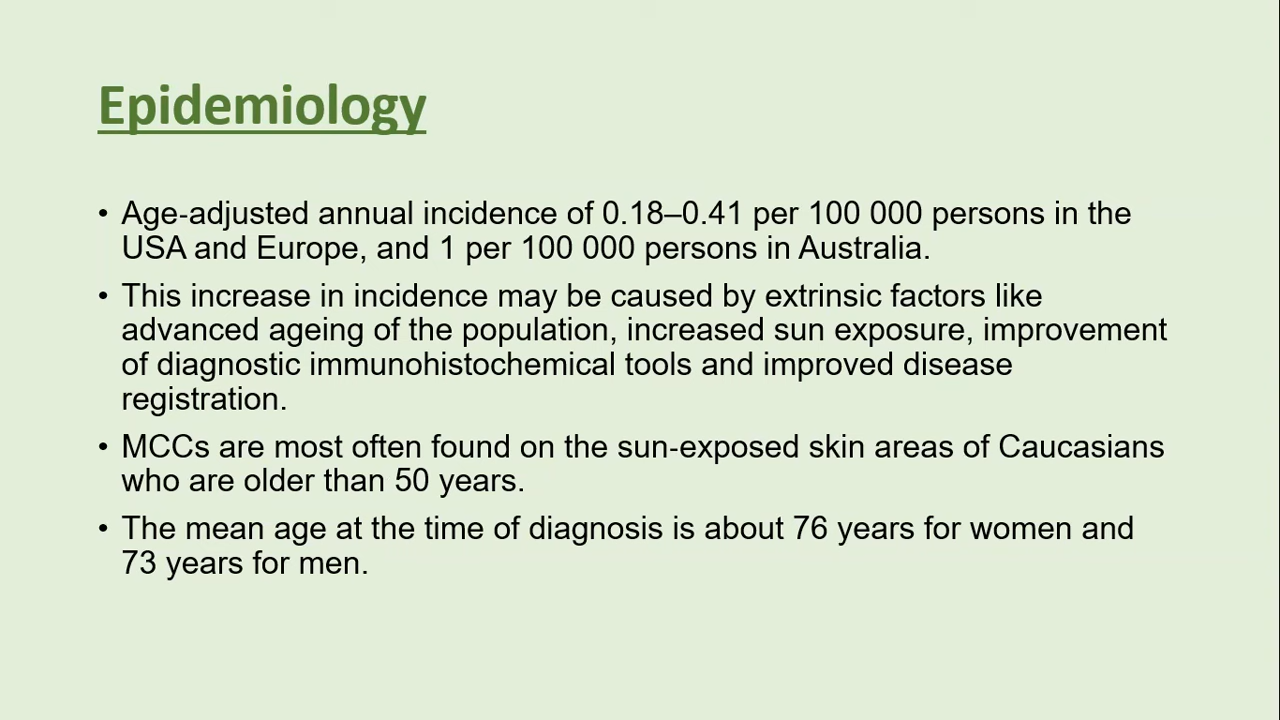 Epidemiology
• Age-adjusted annual incidence of 0.18–0.41 per 100 000 persons in the
USA and Europe, and 1 per 100 000 persons in Australia.
• This increase in incidence may be caused by extrinsic factors like
advanced ageing of the population, increased sun exposure, improvement
of diagnostic immunohistochemical tools and improved disease
registration.
• MCCs are most often found on the sun-exposed skin areas of Caucasians
who are older than 50 years.
• The mean age at the time of diagnosis is about 76 years for women and
73 years for men.